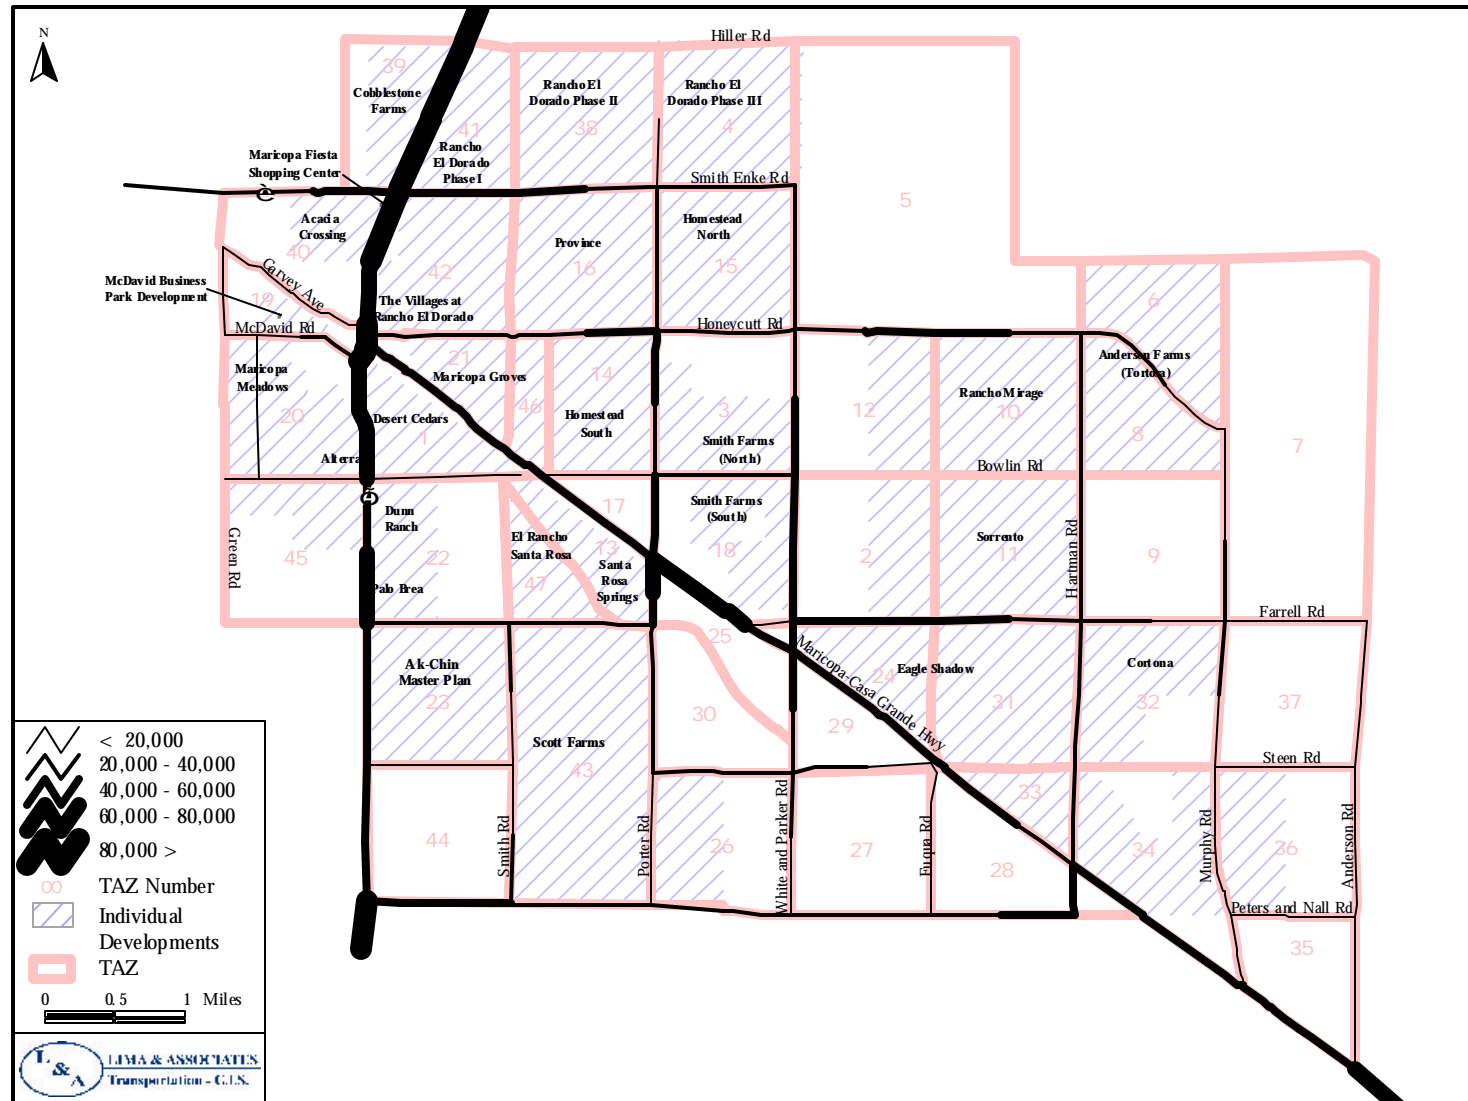 N
Hiller Rd
39
Cobblestone
Farms
Rancho El
Dorado Phase II
38
Rancho El
Dorado Phase III
4
41
Rancho
El Dorado
Phase I
Maricopa Fiesta
Shopping Center
Smith Enke Rd
5
Acacia
Crossing
40
Province
16
Homestead
North
15
42
Carvey Ave
McDavid Business
Park Development
19
The Villages at
Rancho El Dorado
6
McDavid Rd
Honeycutt Rd
21
Maricopa Groves
Maricopa
Meadows
20
14
Homestead
South
46
Desert Cedars
1
3
Smith Farms
(North)
12
Rancho Mirage
10
Anderson Farms
(Tortosa)
8
7
Alterra
Bowlin Rd
Dunn
Ranch
22
Green Rd
45
Palo Brea
17
El Rancho
Santa Rosa
47
13
Santa
Rosa
Springs
Smith Farms
(South)
18
2
Sorrento
11
Hartman Rd
9
Farrell Rd
25
Ak-Chin
Master Plan
23
Maricopa-Casa Grande Hwy
24
Eagle Shadow
31
Cortona
32
37
30
29
Scott Farms
43
Steen Rd
33
44
Smith Rd
Porter Rd
26
White and Parker Rd
27
Fuqua Rd
28
34
Murphy Rd
36
Anderson Rd
Peters and Nall Rd
35
< 20,000
20,000 - 40,000
40,000 - 60,000
60,000 - 80,000
80,000 >
00 TAZ Number
Individual
Developments
TAZ
0 0.5 1 Miles
L & A
LIMA & ASSOCIATES
Transportation - G.I.S.